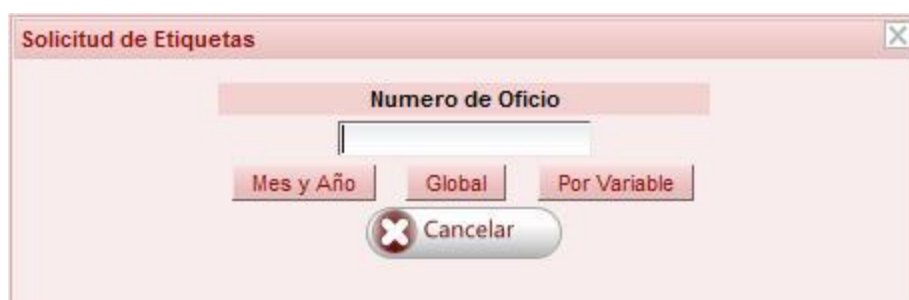 Solicitud de Etiquetas
Numero de Oficio
Mes y Año Global Por Variable
Cancelar